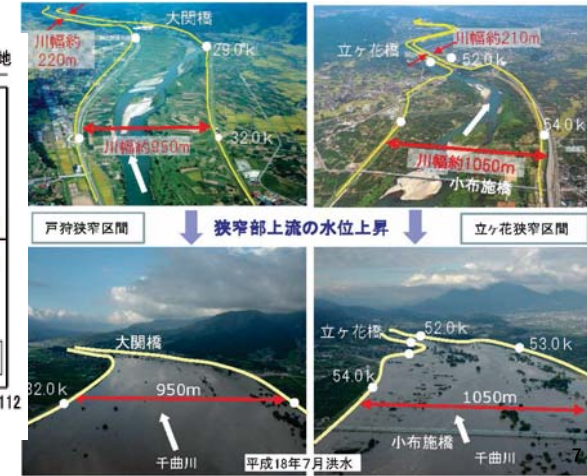 地
112
大関橋
川幅約
220m
29.0k
32.0k
川幅約950m
立ヶ花橋
川幅約210m
52.0k
54.0k
川幅約1050m
小布施橋
戸狩狭窄区間
狭窄部上流の水位上昇
立ヶ花狭窄区間
大関橋
32.0k
950m
千曲川
立ヶ花橋
52.0k
53.0k
54.0k
1050m
小布施橋
千曲川
平成18年7月洪水